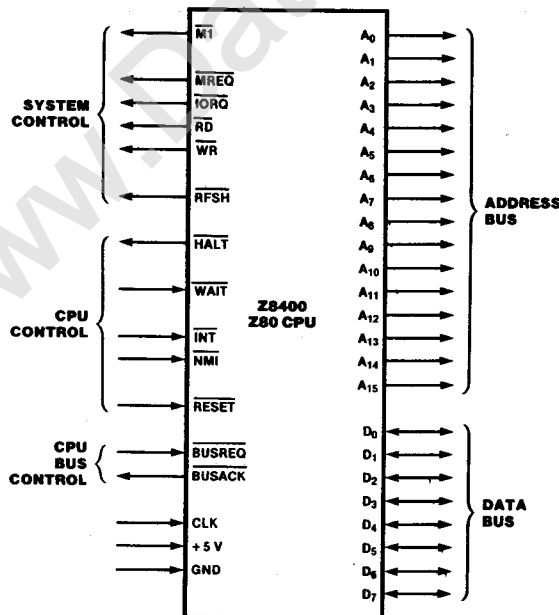 M1
MREQ
IORQ
RD
WR
RFSH
SYSTEM
CONTROL
HALT
WAIT
INT
NMI
RESET
CPU
CONTROL
BUSREQ
BUSACK
CPU
BUS
CONTROL
CLK
+5 V
GND
Z8400
Z80 CPU
A0
A1
A2
A3
A4
A5
A6
A7
A8
A9
A10
A11
A12
A13
A14
A15
ADDRESS
BUS
D0
D1
D2
D3
D4
D5
D6
D7
DATA
BUS
www.Dat